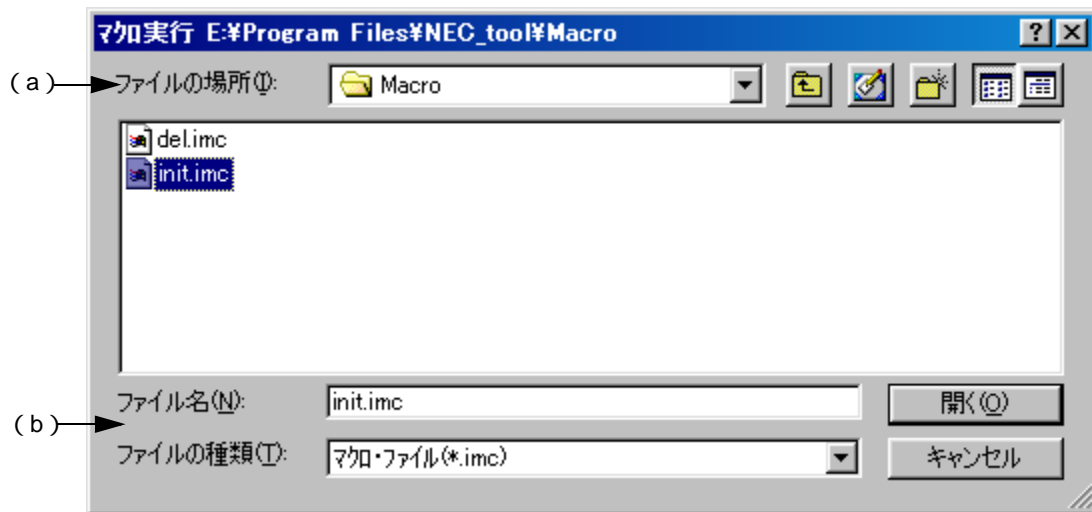 マクロ実行 E:¥Program Files¥NEC_tool¥Macro
(a) ファイルの場所(I): Macro
del.imc
init.imc
ファイル名(N): init.imc 開く(O)
(b)
ファイルの種類(T): マクロ・ファイル(*.imc) キャンセル